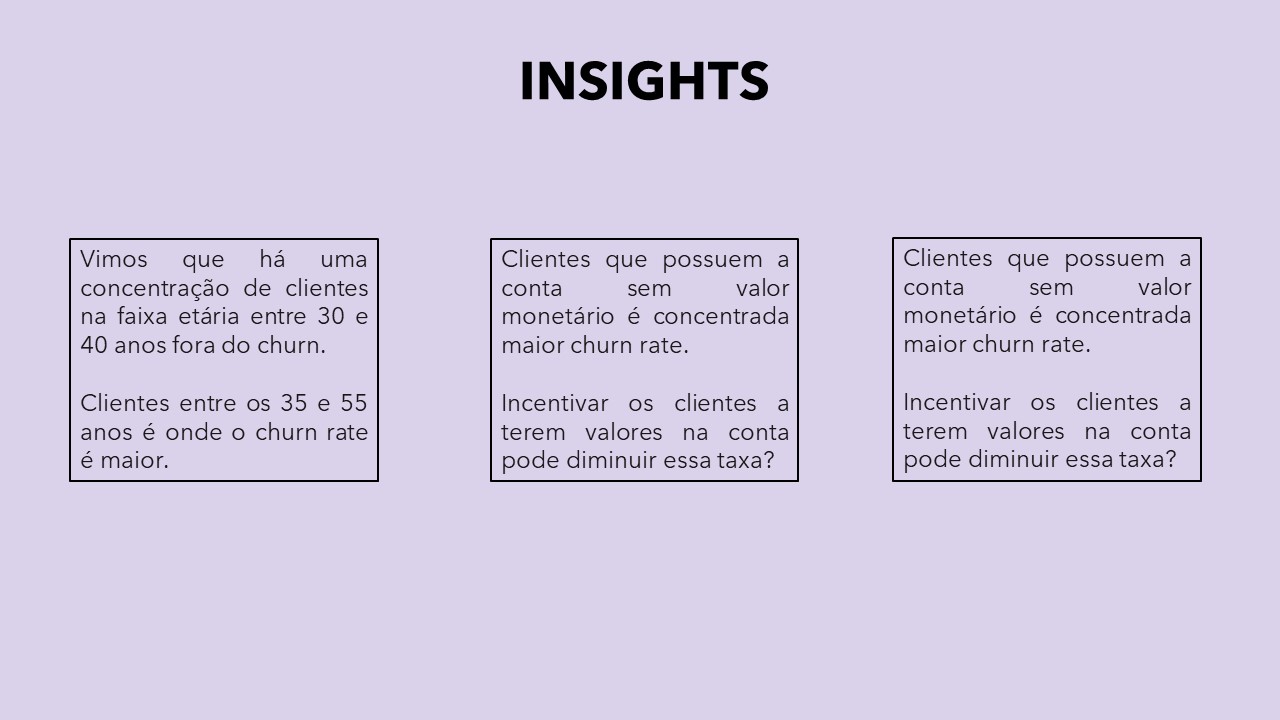 INSIGHTS
Vimos que há uma
concentração de clientes
na faixa etária entre 30 e
40 anos fora do churn.
Clientes entre os 35 e 55
anos é onde o churn rate
é maior.
Clientes que possuem a
conta sem valor
monetário é concentrada
maior churn rate.
Incentivar os clientes a
terem valores na conta
pode diminuir essa taxa?
Clientes que possuem a
conta sem valor
monetário é concentrada
maior churn rate.
Incentivar os clientes a
terem valores na conta
pode diminuir essa taxa?